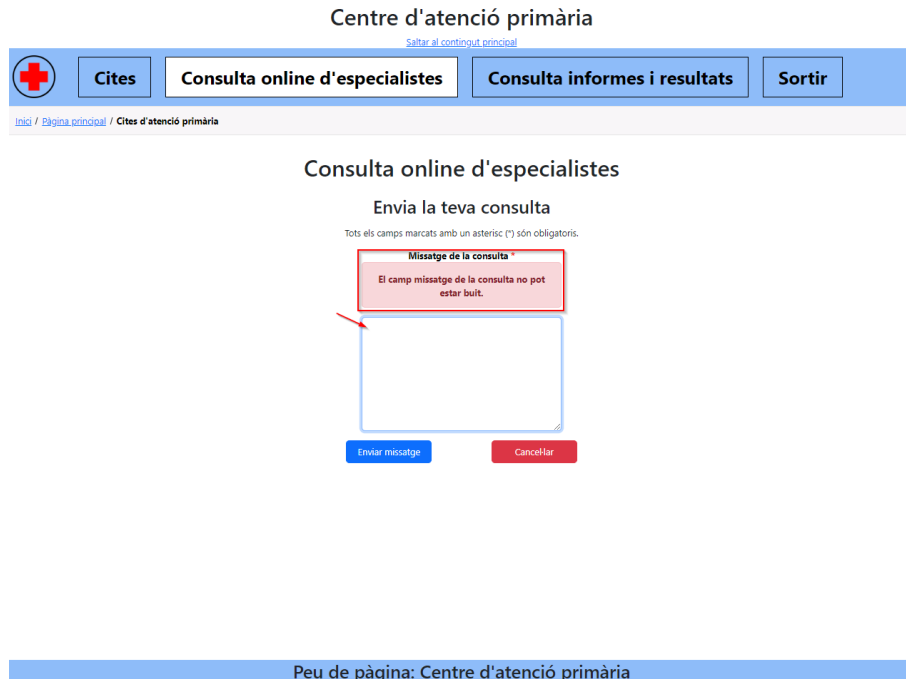 Centre d'atenció primària
Saltar al contingut principal
Cites
Consulta online d'especialistes
Consulta informes i resultats
Sortir
Inici / Pàgina principal / Cites d'atenció primària
Consulta online d'especialistes
Envia la teva consulta
Tots els camps marcats amb un asterisc (*) són obligatoris.
Missatge de la consulta *
El camp missatge de la consulta no pot
estar buit.
Enviar missatge
Cancel·lar
Peu de pàgina: Centre d'atenció primària